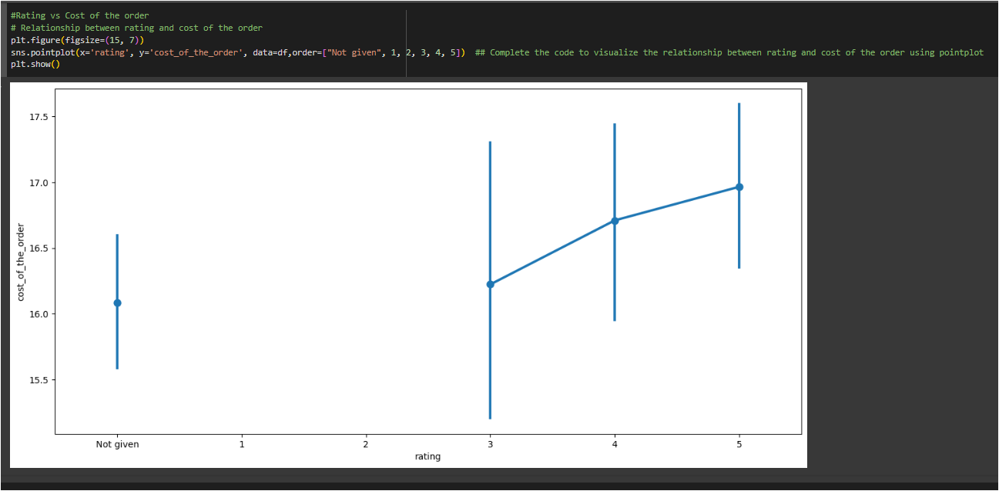 #Rating vs Cost of the order
# Relationship between rating and cost of the order
plt.figure(figsize=(15, 7))
sns.pointplot(x='rating', y='cost_of_the_order', data=df,order=["Not given", 1, 2, 3, 4, 5])  ## Complete the code to visualize the relationship between rating and cost of the order using pointplot
plt.show()
17.5
17.0
16.5
16.0
15.5
cost_of_the_order
Not given 1 2 3 4 5
rating